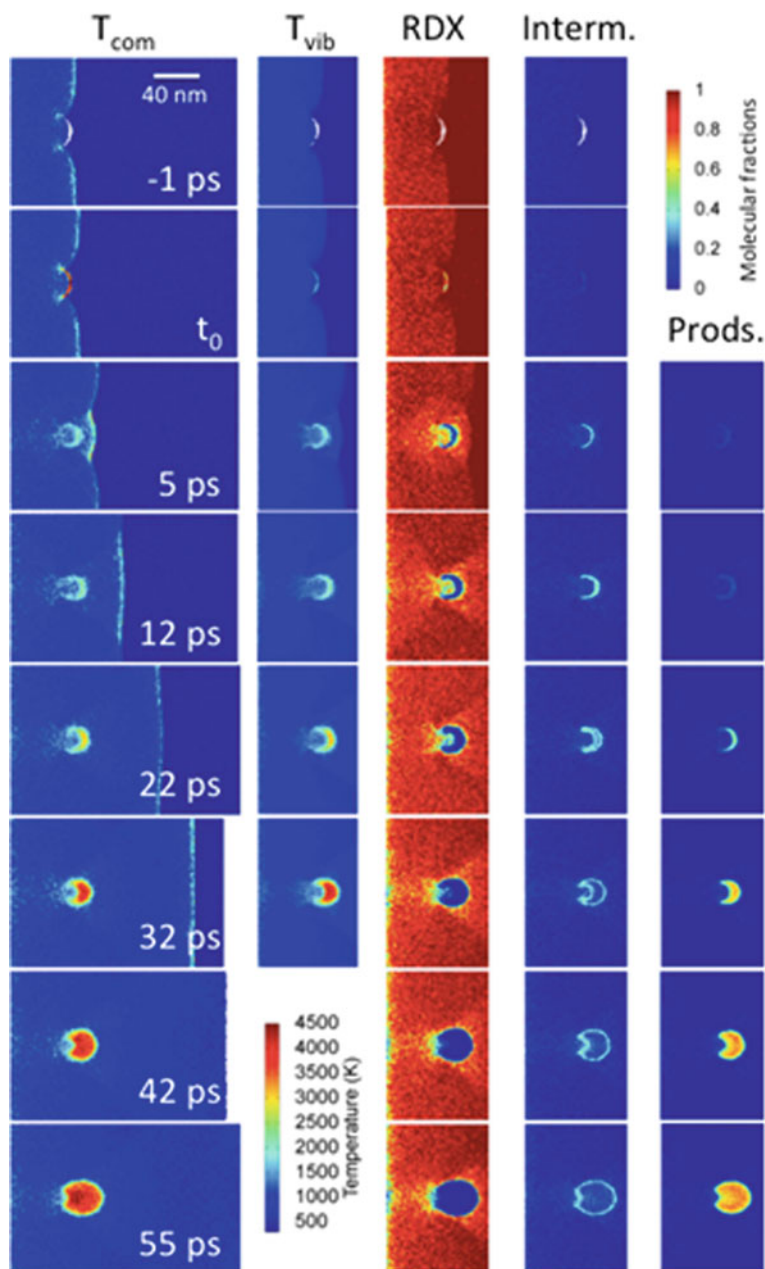 Tcom Tvib RDX Interm.
40 nm
-1 ps
1
0.8
0.6
0.4
0.2
0
Molecular fractions
t0
Prods.
5 ps
12 ps
22 ps
32 ps
42 ps
4500
4000
3500
3000
2500
2000
1500
1000
500
Temperature (K)
55 ps